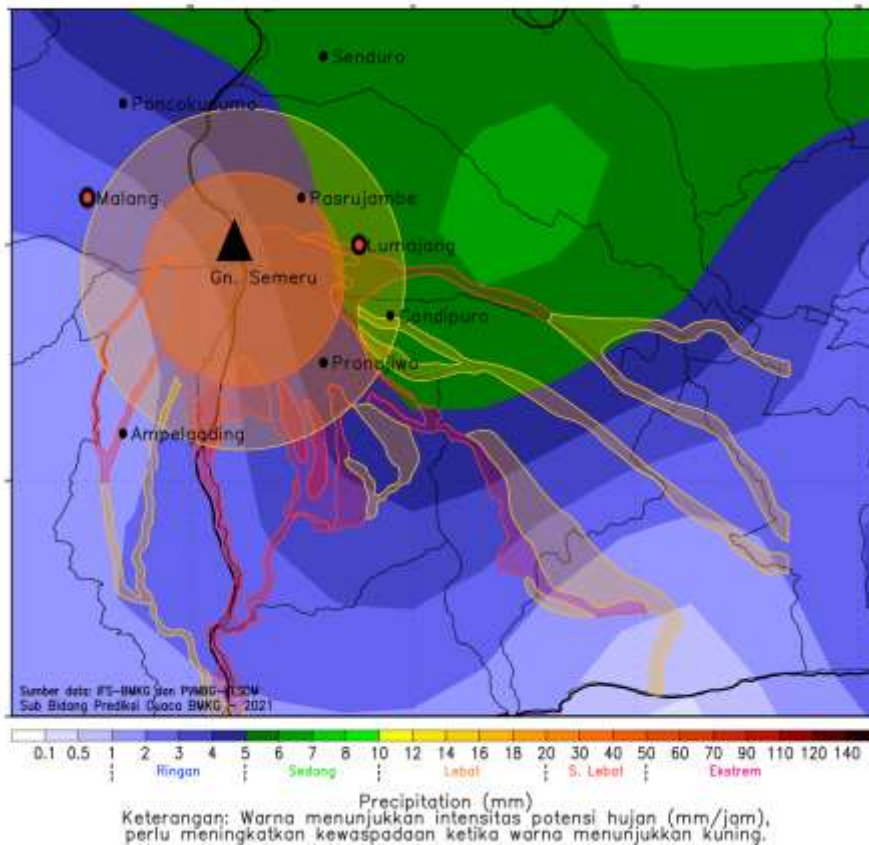 Senduro
Poncokusumo
Malang
Pasrujambe
Lumajang
Gn. Semeru
Candipuro
Pronojiwo
Ampelgading
Sumber data: IFS-BMKG dan PVMBG-ESDM
Sub Bidang Prediksi Cuaca BMKG - 2021
0.1 0.5 1 2 3 4 5 6 7 8 10 12 14 16 18 20 30 40 50 60 70 90 110 120 140
Ringan Sedang Lebat S. Lebat Ekstrem
Precipitation (mm)
Keterangan: Warna menunjukkan intensitas potensi hujan (mm/jam),
perlu meningkatkan kewaspadaan ketika warna menunjukkan kuning.